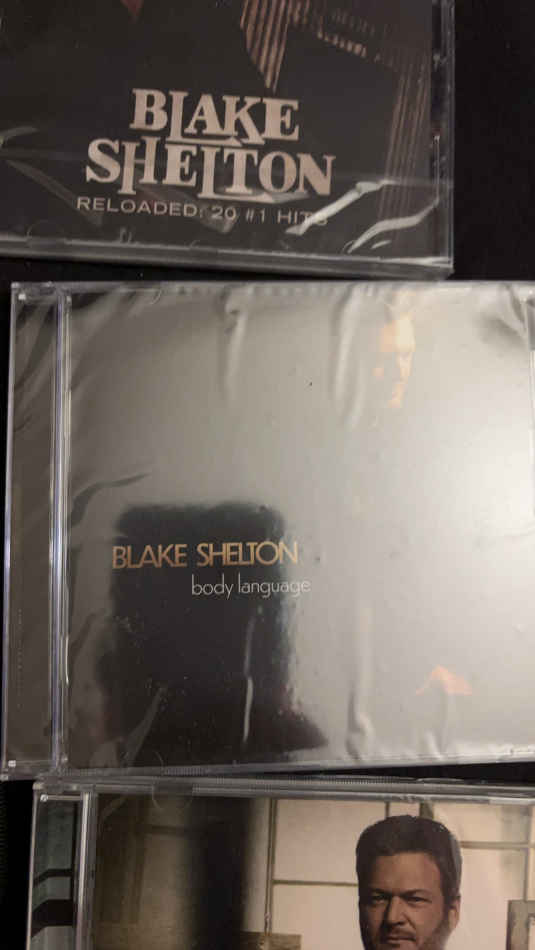 BLAKE
SHELTON
RELOADED: 20 #1 HITS
BLAKE SHELTON
body language